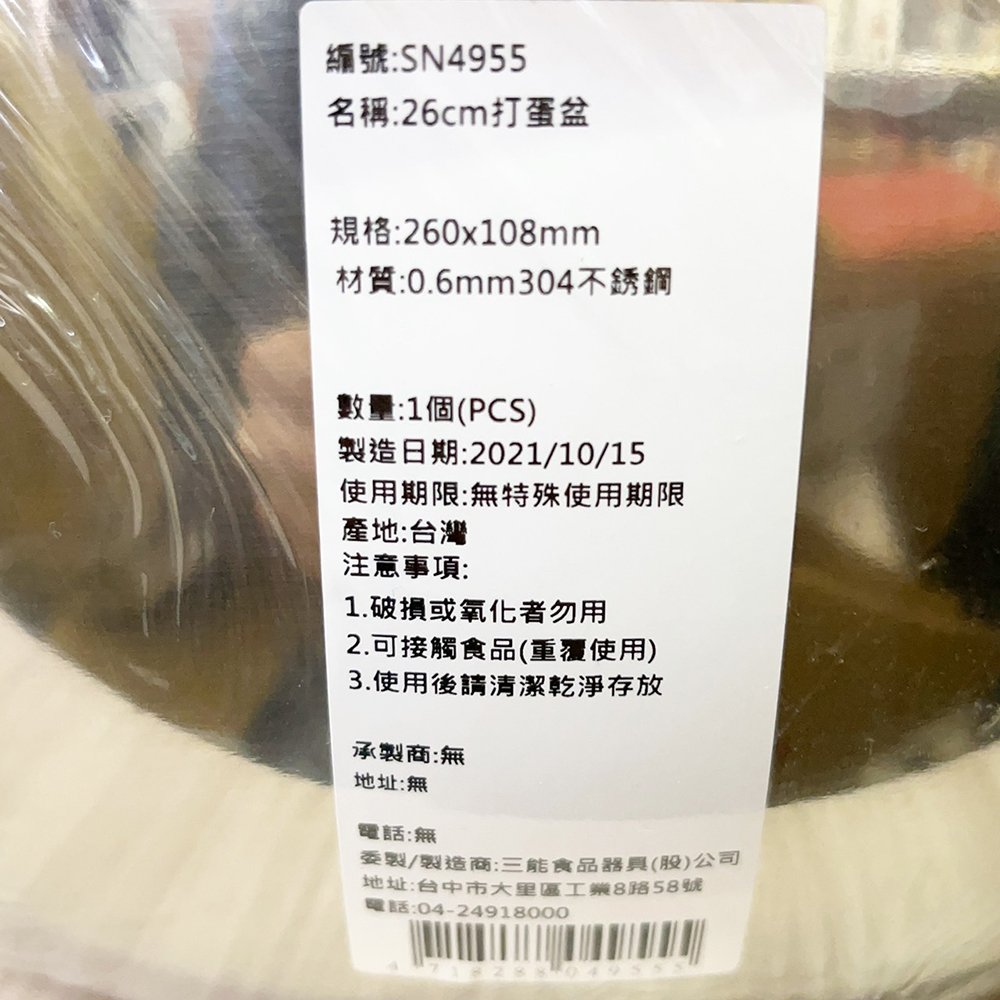 編號:SN4955
名稱:26cm打蛋盆
規格:260x108mm
材質:0.6mm304不銹鋼
數量:1個(PCS)
製造日期:2021/10/15
使用期限:無特殊使用期限
產地:台灣
注意事項:
1.破損或氧化者勿用
2.可接觸食品(重覆使用)
3.使用後請清潔乾淨存放
承製商:無
地址:無
電話:無
委製/製造商:三能食品器具(股)公司
地址:台中市大里區工業8路58號
電話:04-24918000
4 718288 049555